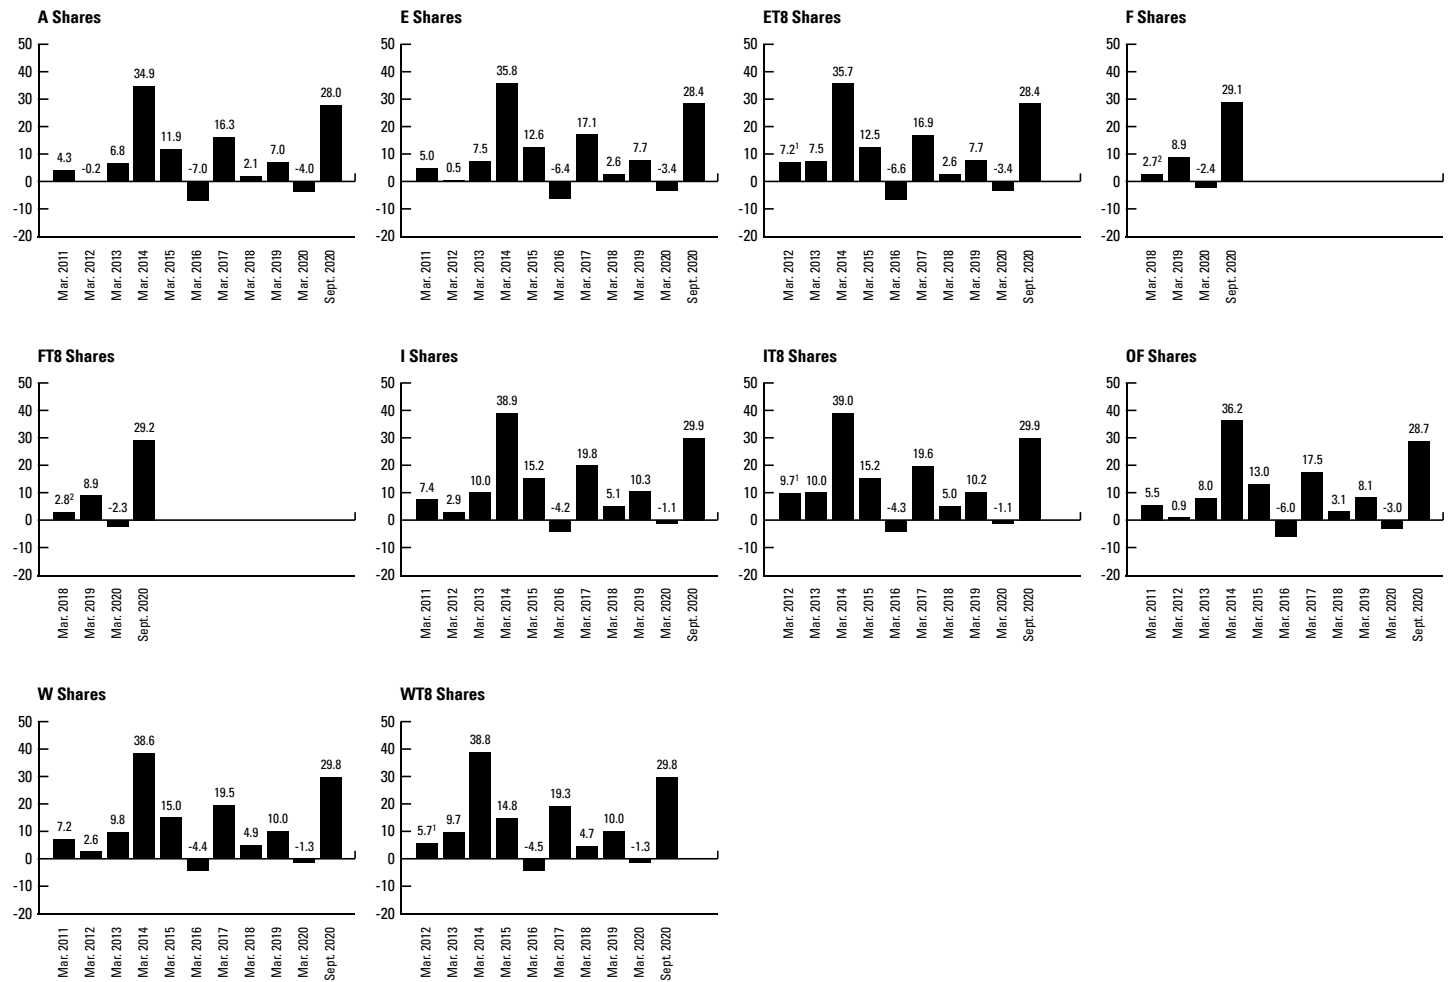 A Shares
50
40
30
20
10
0
-10
-20
4.3
-0.2
6.8
34.9
11.9
-7.0
16.3
2.1
7.0
-4.0
28.0
Mar. 2011
Mar. 2012
Mar. 2013
Mar. 2014
Mar. 2015
Mar. 2016
Mar. 2017
Mar. 2018
Mar. 2019
Mar. 2020
Sept. 2020
E Shares
50
40
30
20
10
0
-10
-20
5.0
0.5
7.5
35.8
12.6
-6.4
17.1
2.6
7.7
-3.4
28.4
Mar. 2011
Mar. 2012
Mar. 2013
Mar. 2014
Mar. 2015
Mar. 2016
Mar. 2017
Mar. 2018
Mar. 2019
Mar. 2020
Sept. 2020
ET8 Shares
50
40
30
20
10
0
-10
-20
7.2¹
7.5
35.7
12.5
-6.6
16.9
2.6
7.7
-3.4
28.4
Mar. 2012
Mar. 2013
Mar. 2014
Mar. 2015
Mar. 2016
Mar. 2017
Mar. 2018
Mar. 2019
Mar. 2020
Sept. 2020
F Shares
50
40
30
20
10
0
-10
-20
2.7²
8.9
-2.4
29.1
Mar. 2018
Mar. 2019
Mar. 2020
Sept. 2020
FT8 Shares
50
40
30
20
10
0
-10
-20
2.8²
8.9
-2.3
29.2
Mar. 2018
Mar. 2019
Mar. 2020
Sept. 2020
I Shares
50
40
30
20
10
0
-10
-20
7.4
2.9
10.0
38.9
15.2
-4.2
19.8
5.1
10.3
-1.1
29.9
Mar. 2011
Mar. 2012
Mar. 2013
Mar. 2014
Mar. 2015
Mar. 2016
Mar. 2017
Mar. 2018
Mar. 2019
Mar. 2020
Sept. 2020
IT8 Shares
50
40
30
20
10
0
-10
-20
9.7¹
10.0
39.0
15.2
-4.3
19.6
5.0
10.2
-1.1
29.9
Mar. 2012
Mar. 2013
Mar. 2014
Mar. 2015
Mar. 2016
Mar. 2017
Mar. 2018
Mar. 2019
Mar. 2020
Sept. 2020
OF Shares
50
40
30
20
10
0
-10
-20
5.5
0.9
8.0
36.2
13.0
-6.0
17.5
3.1
8.1
-3.0
28.7
Mar. 2011
Mar. 2012
Mar. 2013
Mar. 2014
Mar. 2015
Mar. 2016
Mar. 2017
Mar. 2018
Mar. 2019
Mar. 2020
Sept. 2020
W Shares
50
40
30
20
10
0
-10
-20
7.2
2.6
9.8
38.6
15.0
-4.4
19.5
4.9
10.0
-1.3
29.8
Mar. 2011
Mar. 2012
Mar. 2013
Mar. 2014
Mar. 2015
Mar. 2016
Mar. 2017
Mar. 2018
Mar. 2019
Mar. 2020
Sept. 2020
WT8 Shares
50
40
30
20
10
0
-10
-20
5.7¹
9.7
38.8
14.8
-4.5
19.3
4.7
10.0
-1.3
29.8
Mar. 2012
Mar. 2013
Mar. 2014
Mar. 2015
Mar. 2016
Mar. 2017
Mar. 2018
Mar. 2019
Mar. 2020
Sept. 2020